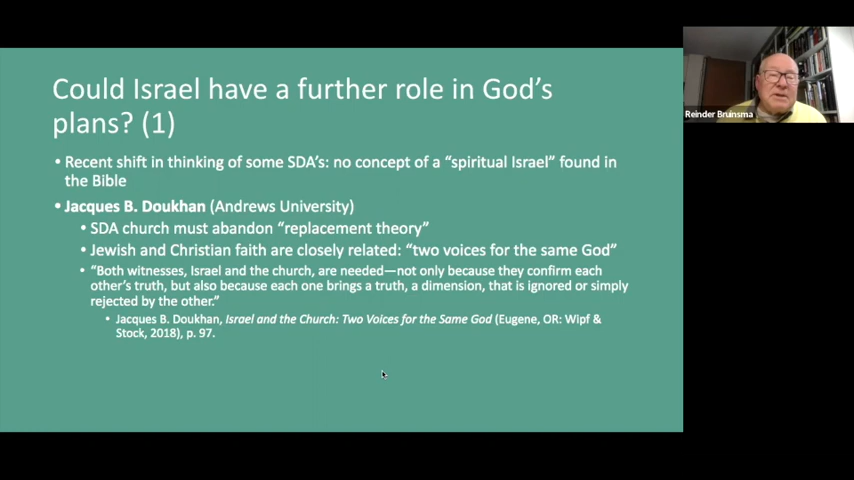 Could Israel have a further role in God's
plans? (1)
• Recent shift in thinking of some SDA's: no concept of a "spiritual Israel" found in
the Bible
• Jacques B. Doukhan (Andrews University)
• SDA church must abandon "replacement theory"
• Jewish and Christian faith are closely related: "two voices for the same God"
• "Both witnesses, Israel and the church, are needed—not only because they confirm each
other's truth, but also because each one brings a truth, a dimension, that is ignored or simply
rejected by the other."
• Jacques B. Doukhan, Israel and the Church: Two Voices for the Same God (Eugene, OR: Wipf &
Stock, 2018), p. 97.
Reinder Bruinsma